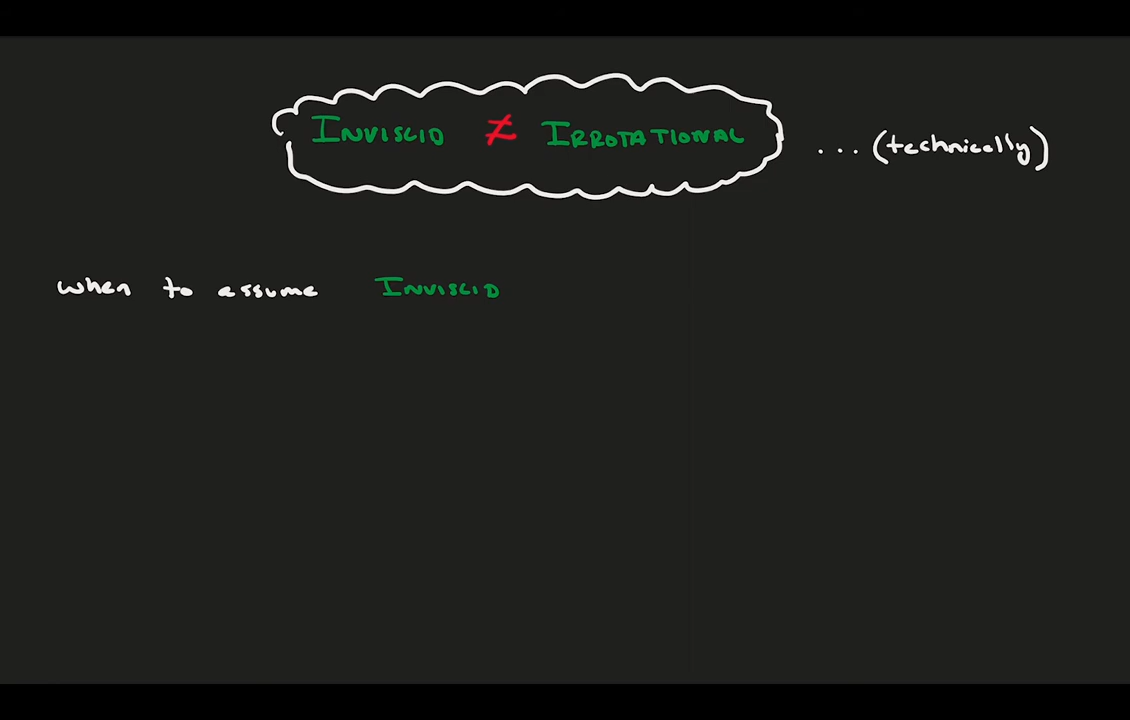 INVISCID ≠ IRROTATIONAL ... (technically)
when to assume INVISCID